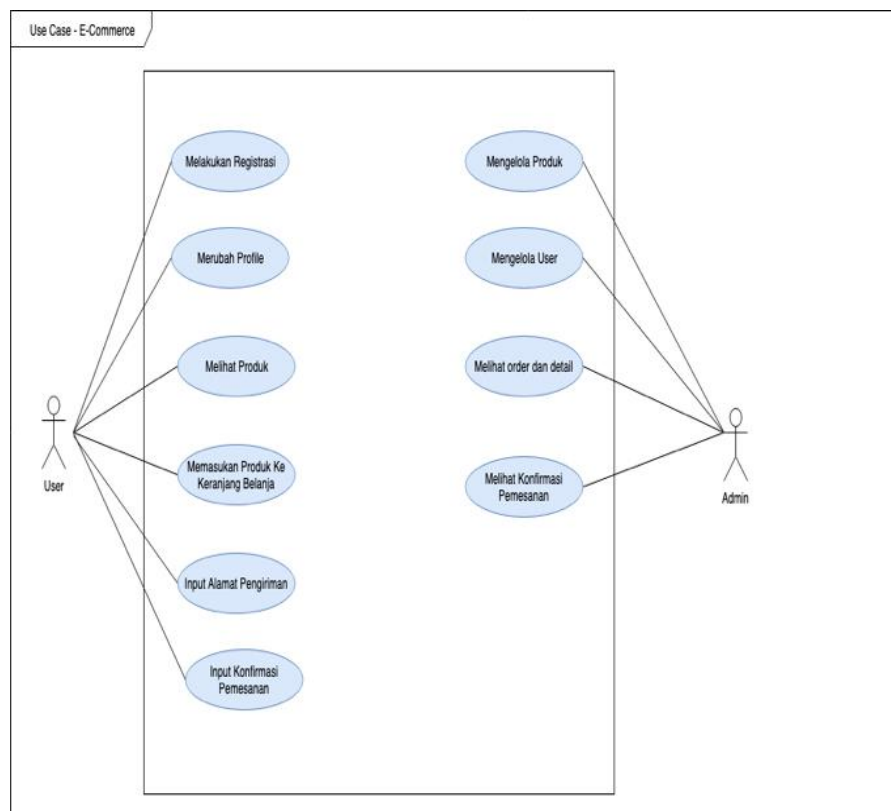 Use Case - E-Commerce
Melakukan Registrasi
Merubah Profile
Melihat Produk
Memasukan Produk Ke
Keranjang Belanja
Input Alamat Pengiriman
Input Konfirmasi
Pemesanan
User
Mengelola Produk
Mengelola User
Melihat order dan detail
Melihat Konfirmasi
Pemesanan
Admin